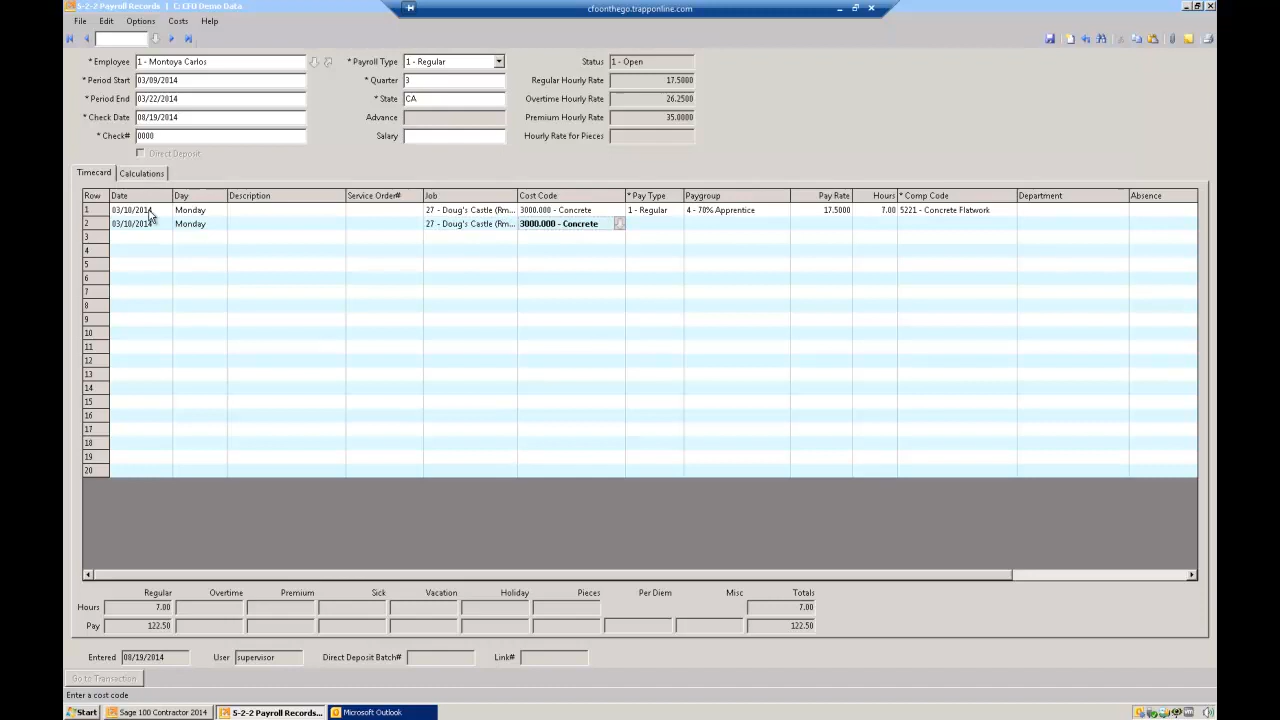 5-2-2 Payroll Records  |  C: CFU Demo Data
cfoonthego.trapponline.com
File Edit Options Costs Help
* Employee 1 - Montoya Carlos * Payroll Type 1 - Regular Status 1 - Open
* Period Start 03/09/2014 * Quarter 3 Regular Hourly Rate 17.5000
* Period End 03/22/2014 * State CA Overtime Hourly Rate 26.2500
* Check Date 08/19/2014 Advance Premium Hourly Rate 35.0000
* Check# 0000 Salary Hourly Rate for Pieces
Direct Deposit
Timecard Calculations
Row Date Day Description Service Order# Job Cost Code * Pay Type Paygroup Pay Rate Hours * Comp Code Department Absence
1 03/10/2014 Monday 27 - Doug's Castle (Rm... 3000.000 - Concrete 1 - Regular 4 - 70% Apprentice 17.5000 7.00 5221 - Concrete Flatwork
2 03/10/2014 Monday 27 - Doug's Castle (Rm... 3000.000 - Concrete
3
4
5
6
7
8
9
10
11
12
13
14
15
16
17
18
19
20
Regular Overtime Premium Sick Vacation Holiday Pieces Per Diem Misc Totals
Hours 7.00 7.00
Pay 122.50 122.50
Entered 08/19/2014 User supervisor Direct Deposit Batch# Link#
Go to Transaction
Enter a cost code
Start Sage 100 Contractor 2014 5-2-2 Payroll Records... Microsoft Outlook